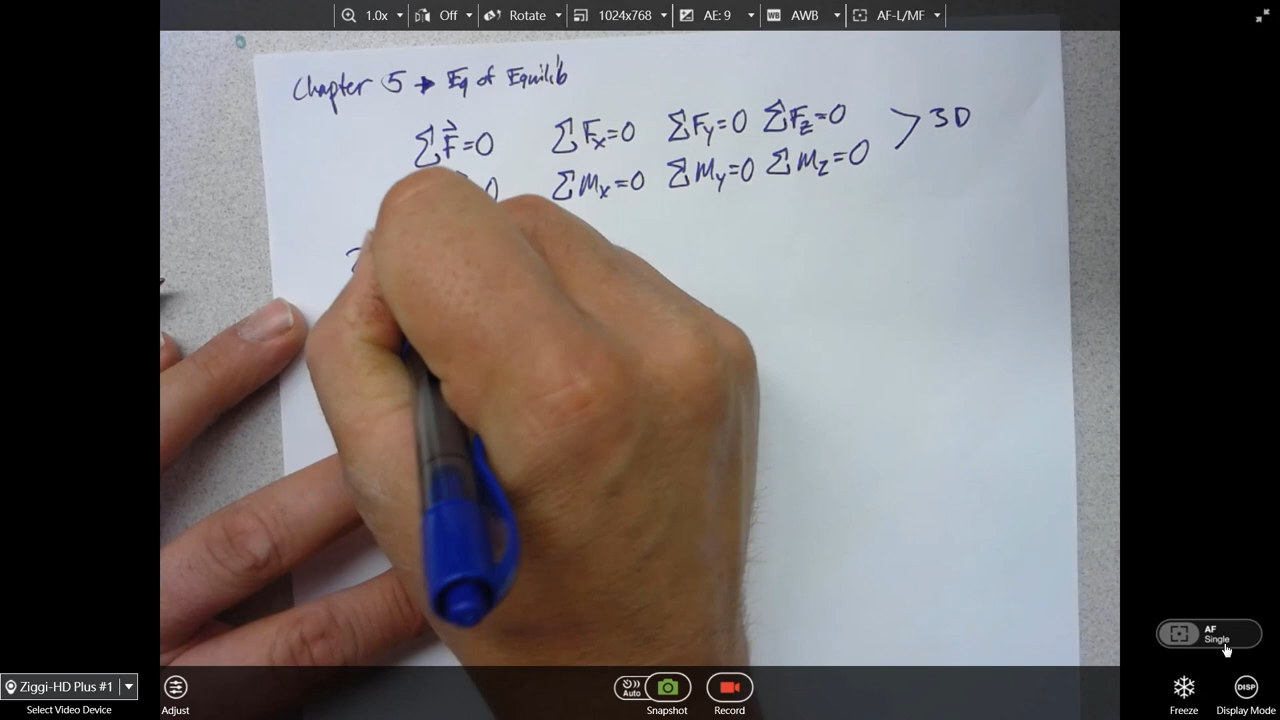 1.0x Off Rotate 1024x768 AE: 9 AWB AF-L/MF
Chapter 5 → Eq of Equilib
ΣF⃗=0 ΣFx=0 ΣFy=0 ΣFz=0 > 3D
0 ΣMx=0 ΣMy=0 ΣMz=0
AF
Single
Ziggi-HD Plus #1
Select Video Device
Adjust
Auto
Snapshot
Record
Freeze
DISP
Display Mode